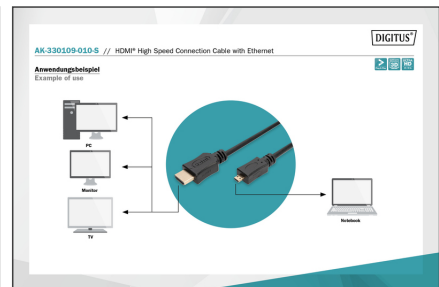 DIGITUS®
AK-330109-010-S // HDMI® High Speed Connection Cable with Ethernet
Anwendungsbeispiel
Example of use
PC
Monitor
TV
Notebook